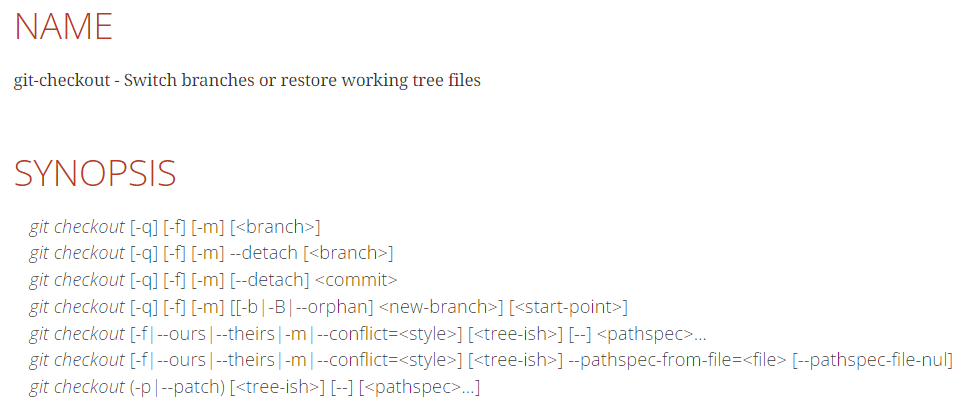 NAME
git-checkout - Switch branches or restore working tree files
SYNOPSIS
git checkout [-q] [-f] [-m] [<branch>]
git checkout [-q] [-f] [-m] --detach [<branch>]
git checkout [-q] [-f] [-m] [--detach] <commit>
git checkout [-q] [-f] [-m] [[-b|-B|--orphan] <new-branch>] [<start-point>]
git checkout [-f|--ours|--theirs|-m|--conflict=<style>] [<tree-ish>] [--] <pathspec>...
git checkout [-f|--ours|--theirs|-m|--conflict=<style>] [<tree-ish>] --pathspec-from-file=<file> [--pathspec-file-nul]
git checkout (-p|--patch) [<tree-ish>] [--] [<pathspec>...]